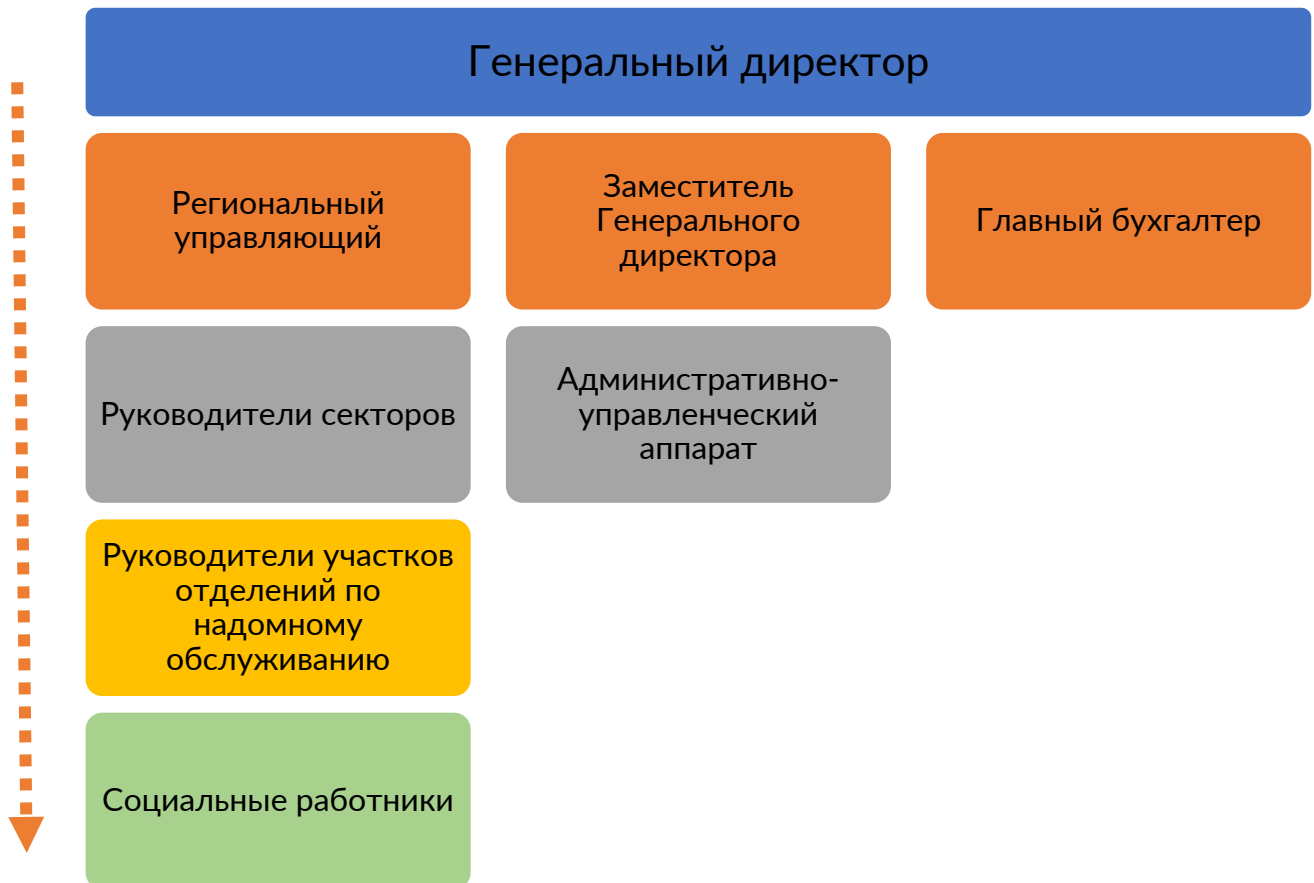 Генеральный директор
Региональный
управляющий
Заместитель
Генерального
директора
Главный бухгалтер
Руководители секторов
Административно-
управленческий
аппарат
Руководители участков
отделений по
надомному
обслуживанию
Социальные работники